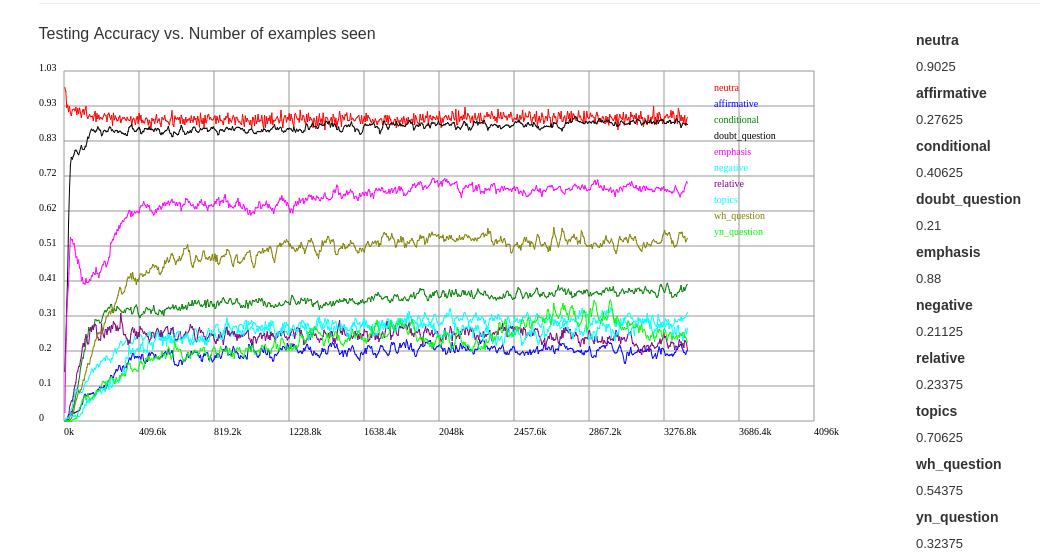 Testing Accuracy vs. Number of examples seen
1.03
0.93
0.83
0.72
0.62
0.51
0.41
0.31
0.2
0.1
0
0k
409.6k
819.2k
1228.8k
1638.4k
2048k
2457.6k
2867.2k
3276.8k
3686.4k
4096k
neutra
affirmative
conditional
doubt_question
emphasis
negative
relative
topics
wh_question
yn_question
neutra
0.9025
affirmative
0.27625
conditional
0.40625
doubt_question
0.21
emphasis
0.88
negative
0.21125
relative
0.23375
topics
0.70625
wh_question
0.54375
yn_question
0.32375